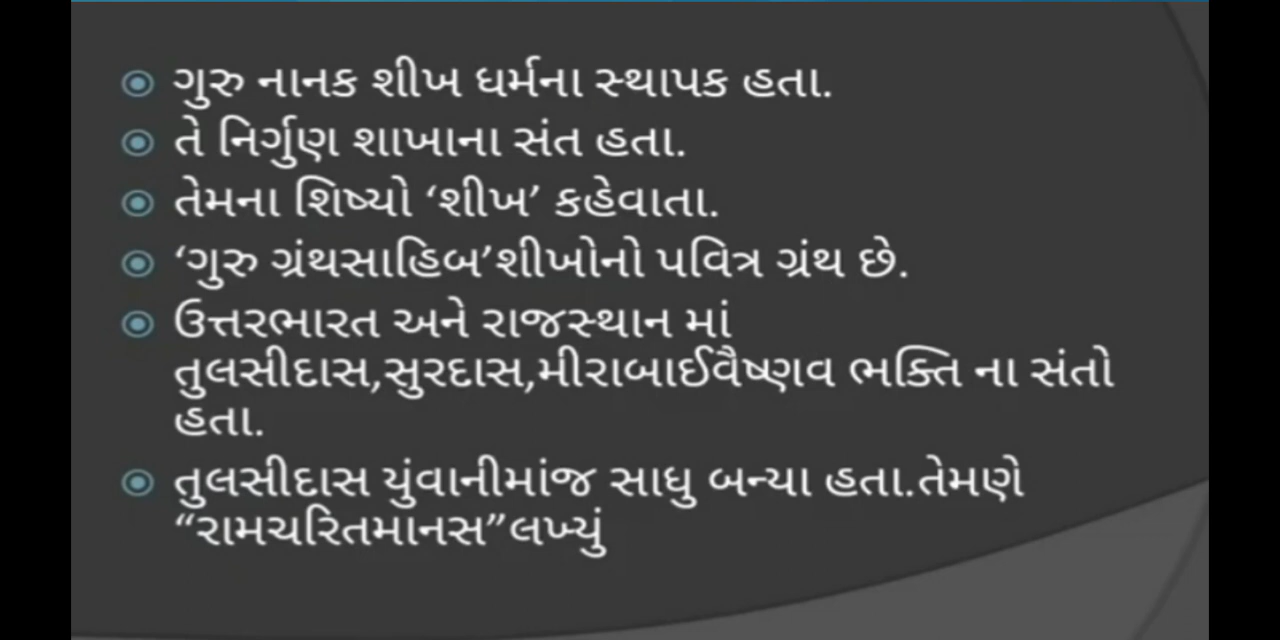 ગુરુ નાનક શીખ ધર્મના સ્થાપક હતા.
તે નિર્ગુણ શાખાના સંત હતા.
તેમના શિષ્યો ‘શીખ’ કહેવાતા.
‘ગુરુ ગ્રંથસાહિબ’શીખોનો પવિત્ર ગ્રંથ છે.
ઉત્તરભારત અને રાજસ્થાન માં
તુલસીદાસ,સુરદાસ,મીરાબાઈવૈષ્ણવ ભક્તિ ના સંતો
હતા.
તુલસીદાસ યુંવાનીમાંજ સાધુ બન્યા હતા.તેમણે
“રામચરિતમાનસ”લખ્યું